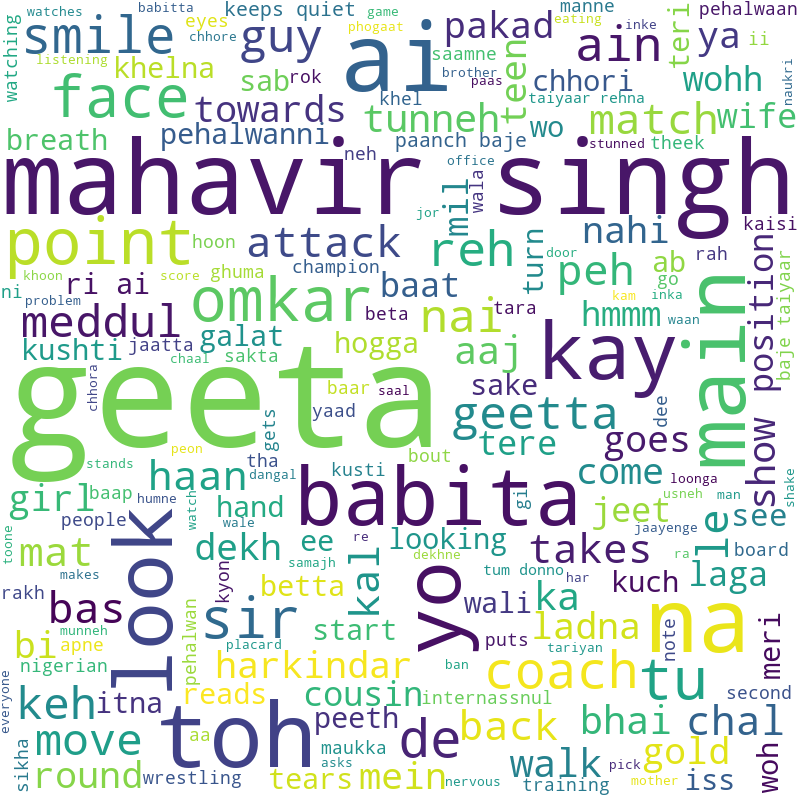 watches babitta chhore eyes keeps quiet game manne pehalwaan
watching smile guy ai pakad ain ya teri ii
listening khelna phogaat eating inke
face sab rok brother saamne teen chhori wohh naukri
towards khel paas taiyaar rehna
breath pehalwanni tunneh paanch baje wo match wife
neh office stunned theek
mahavir singh
jor mil wala kaisi
point hoon attack reh turn nahi rah show position
khoon score ghuma champion baat peh ab go
ni ri ai door baje taiyaar
problem omkar kam inka
meddul beta nai tara hmmm waan main
kushti jaatta galat hogga aaj kay
chaal sakta
geeta baar saal sake
chhora yaad geetta dee
gets bout tere goes
peon
stands tha kusti babita come loonga
haan dangal usneh man shake
girl baap humne hand gi jeet le see
people watch wale
toone look dekh ee re looking takes jaayenge board
mat samajh kal dekhne ra
makes kyon tum donno har kuch laga
rakh bas betta yo wali ka
munneh sir puts na meri
bi apne pehalwan placard start ladna note
nigerian ban tariyan
harkindar coach tu
keh itna reads cousin internassnul second
everyone toh aa peeth back bhai chal
move maukka de walk gold woh
sikha asks pick
round wrestling tears mein nervous training mother iss